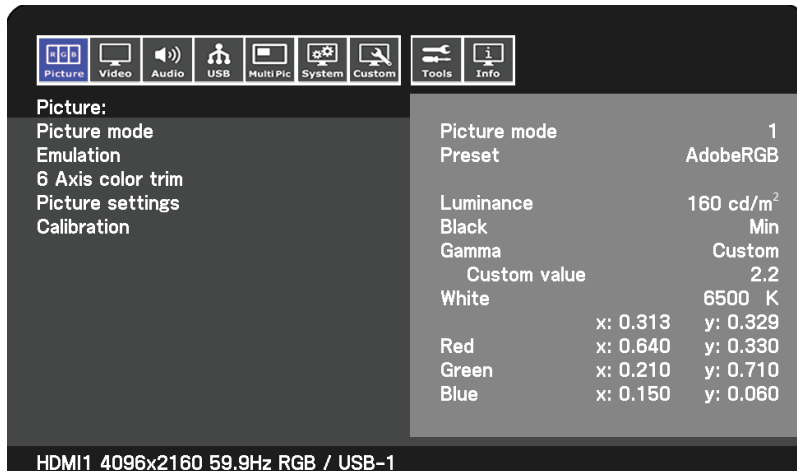 RGB
Picture Video Audio USB Multi Pic System Custom Tools Info
Picture:
Picture mode
Emulation
6 Axis color trim
Picture settings
Calibration
Picture mode 1
Preset AdobeRGB
Luminance 160 cd/m²
Black Min
Gamma Custom
Custom value 2.2
White 6500 K
x: 0.313 y: 0.329
Red x: 0.640 y: 0.330
Green x: 0.210 y: 0.710
Blue x: 0.150 y: 0.060
HDMI1 4096x2160 59.9Hz RGB / USB-1